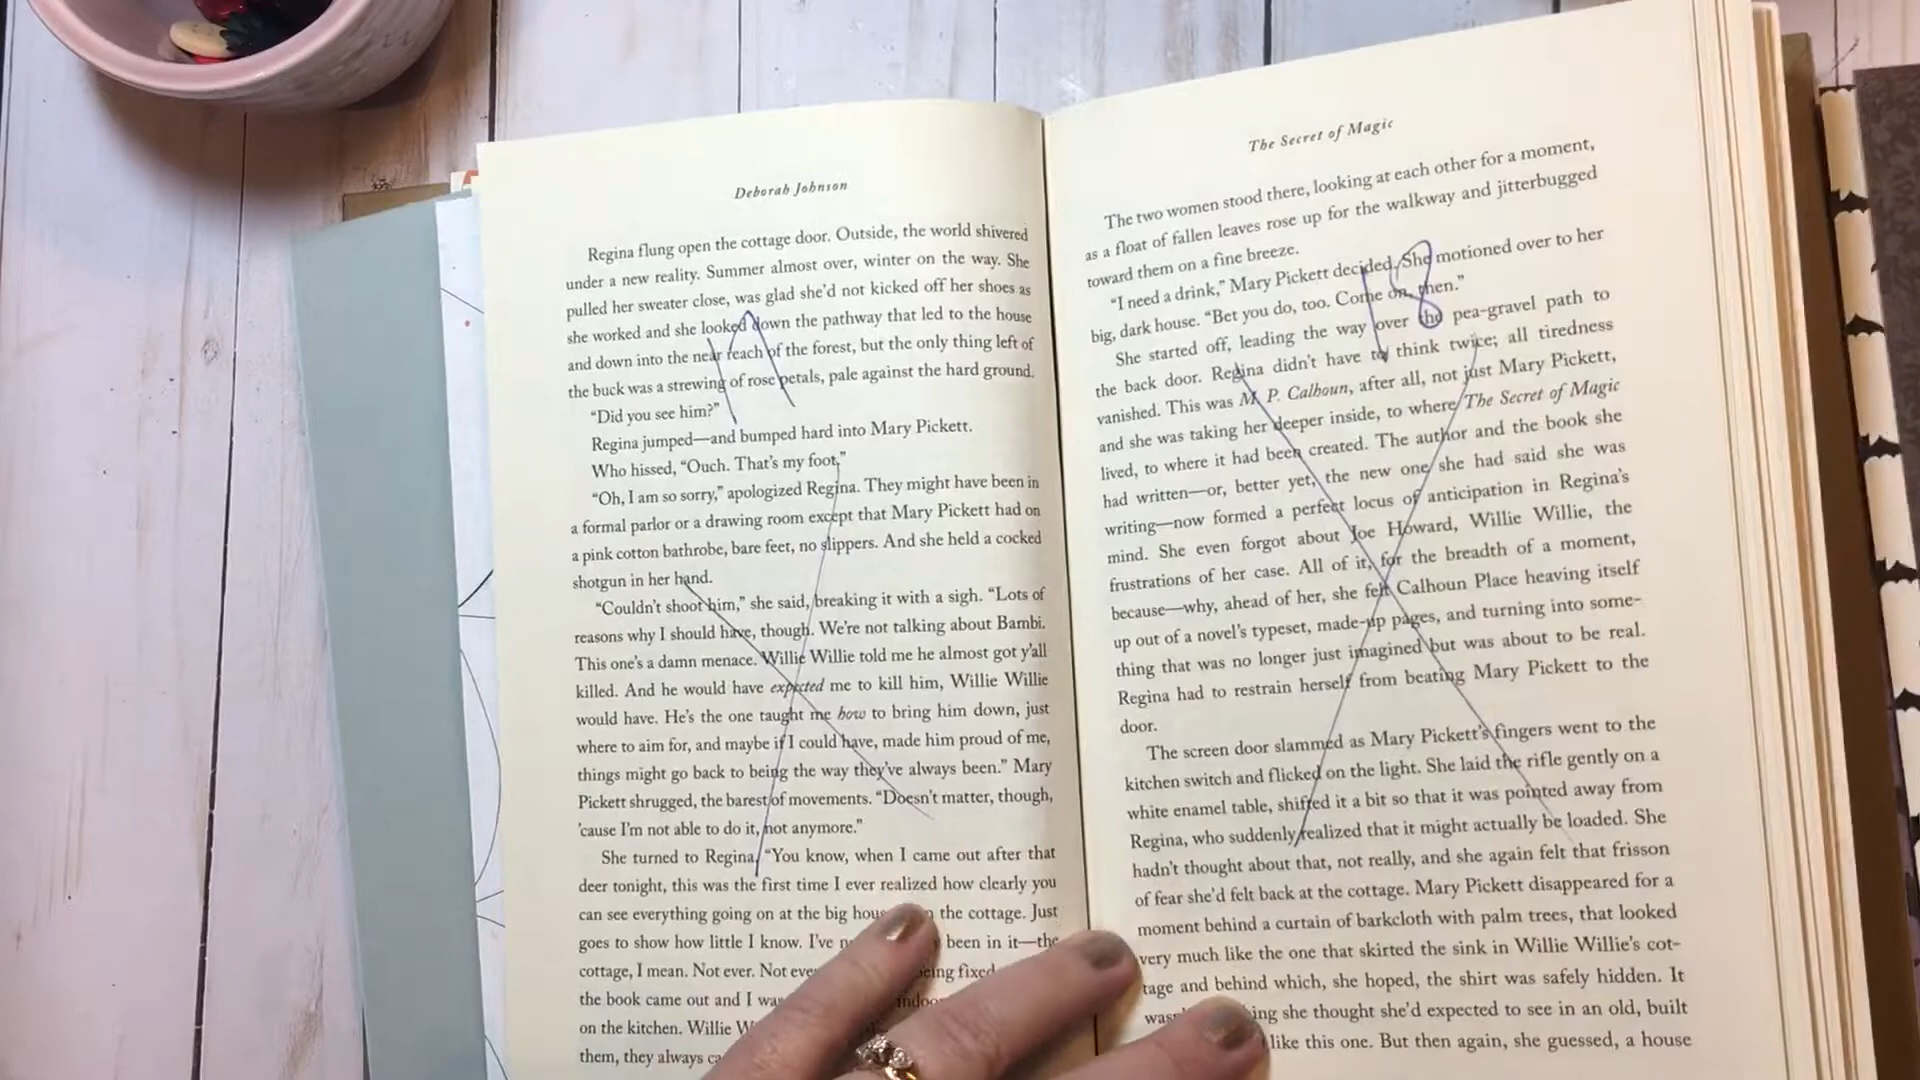 Deborah Johnson
Regina flung open the cottage door. Outside, the world shivered
under a new reality. Summer almost over, winter on the way. She
pulled her sweater close, was glad she'd not kicked off her shoes as
she worked and she looked down the pathway that led to the house
and down into the near reach of the forest, but the only thing left of
the buck was a strewing of rose petals, pale against the hard ground.
"Did you see him?"
Regina jumped—and bumped hard into Mary Pickett.
Who hissed, "Ouch. That's my foot."
"Oh, I am so sorry," apologized Regina. They might have been in
a formal parlor or a drawing room except that Mary Pickett had on
a pink cotton bathrobe, bare feet, no slippers. And she held a cocked
shotgun in her hand.
"Couldn't shoot him," she said, breaking it with a sigh. "Lots of
reasons why I should have, though. We're not talking about Bambi.
This one's a damn menace. Willie Willie told me he almost got y'all
killed. And he would have expected me to kill him, Willie Willie
would have. He's the one taught me how to bring him down, just
where to aim for, and maybe if I could have, made him proud of me,
things might go back to being the way they've always been." Mary
Pickett shrugged, the barest of movements. "Doesn't matter, though,
'cause I'm not able to do it, not anymore."
She turned to Regina. "You know, when I came out after that
deer tonight, this was the first time I ever realized how clearly you
can see everything going on at the big the cottage. Just
goes to show how little I know. I've been in it—the
cottage, I mean. Not ever. Not being fixed
the book came out and I
on the kitchen. Willie
them, they always
The Secret of Magic
The two women stood there, looking at each other for a moment,
as a float of fallen leaves rose up for the walkway and jitterbugged
toward them on a fine breeze.
"I need a drink," Mary Pickett decided. She motioned over to her
big, dark house. "Bet you do, too. Come on, then."
She started off, leading the way over the pea-gravel path to
the back door. Regina didn't have to think twice; all tiredness
vanished. This was M. P. Calhoun, after all, not just Mary Pickett,
and she was taking her deeper inside, to where The Secret of Magic
lived, to where it had been created. The author and the book she
had written—or, better yet, the new one she had said she was
writing—now formed a perfect locus of anticipation in Regina's
mind. She even forgot about Joe Howard, Willie Willie, the
frustrations of her case. All of it, for the breadth of a moment,
because—why, ahead of her, she felt Calhoun Place heaving itself
up out of a novel's typeset, made-up pages, and turning into some-
thing that was no longer just imagined but was about to be real.
Regina had to restrain herself from beating Mary Pickett to the
door.
The screen door slammed as Mary Pickett's fingers went to the
kitchen switch and flicked on the light. She laid the rifle gently on a
white enamel table, shifted it a bit so that it was pointed away from
Regina, who suddenly realized that it might actually be loaded. She
hadn't thought about that, not really, and she again felt that frisson
of fear she'd felt back at the cottage. Mary Pickett disappeared for a
moment behind a curtain of barkcloth with palm trees, that looked
very much like the one that skirted the sink in Willie Willie's cot-
tage and behind which, she hoped, the shirt was safely hidden. It
she thought she'd expected to see in an old, built
like this one. But then again, she guessed, a house